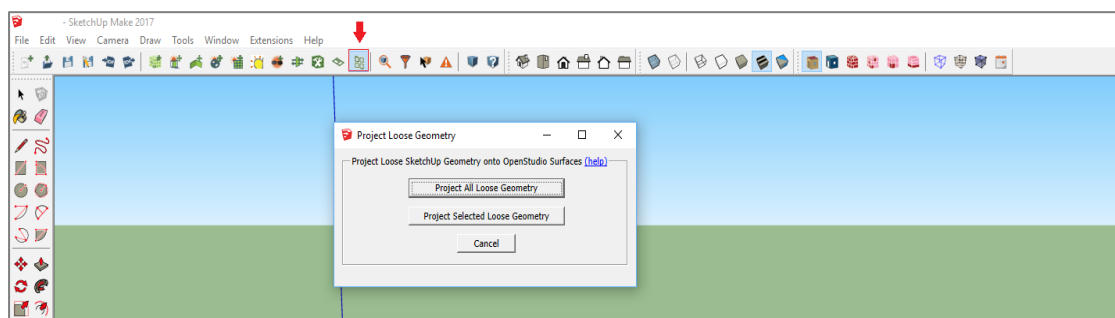 - SketchUp Make 2017
File Edit View Camera Draw Tools Window Extensions Help
Project Loose Geometry
Project Loose SketchUp Geometry onto OpenStudio Surfaces (help)
Project All Loose Geometry
Project Selected Loose Geometry
Cancel